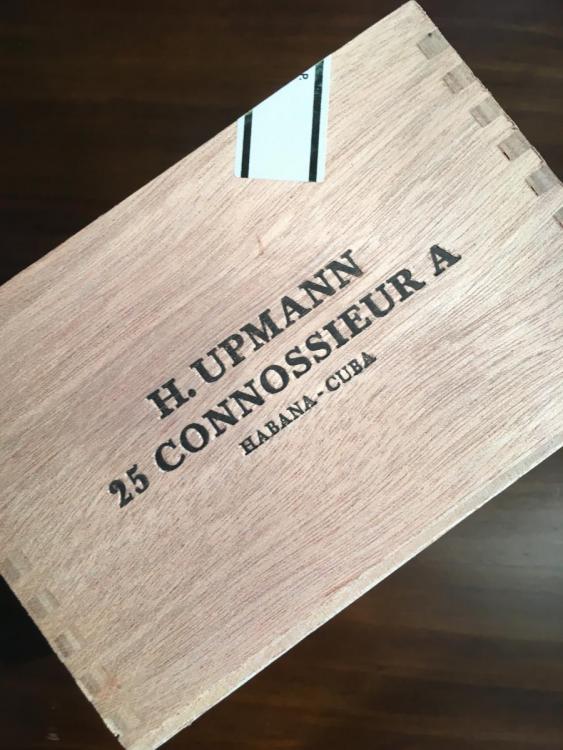 H. UPMANN
25 CONNOSSIEUR A
HABANA - CUBA